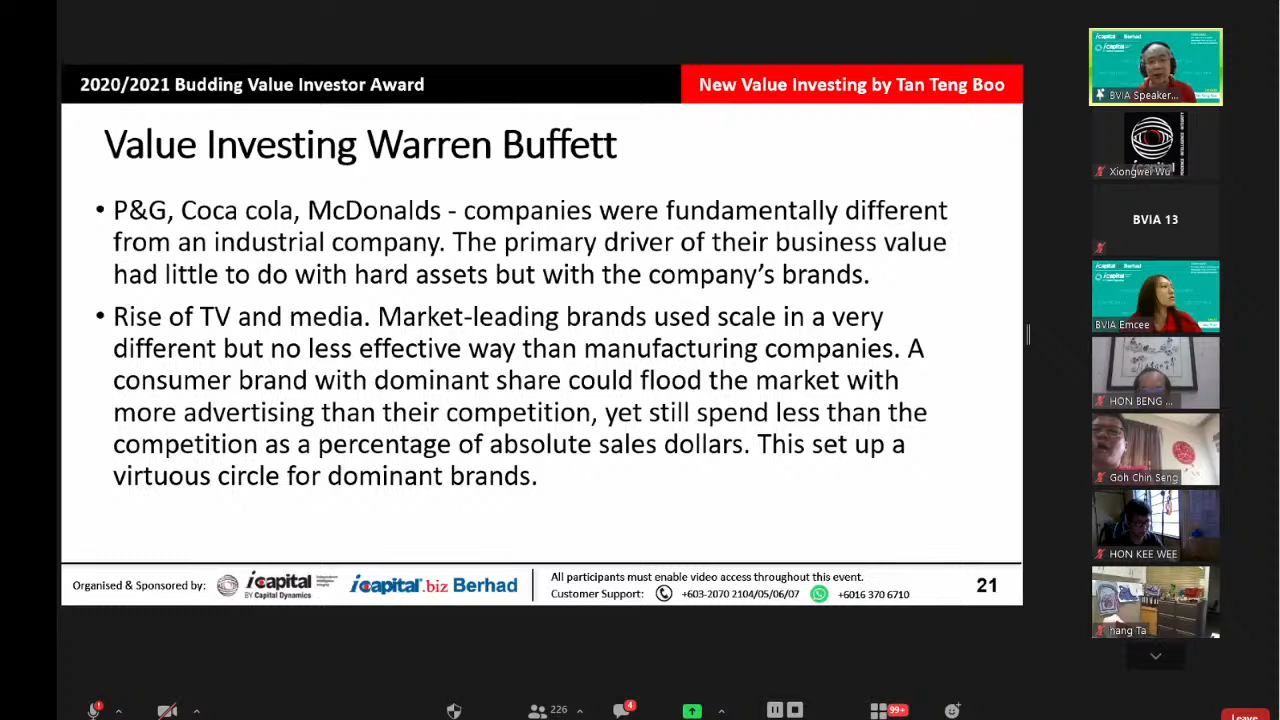 2020/2021 Budding Value Investor Award
New Value Investing by Tan Teng Boo
Value Investing Warren Buffett
• P&G, Coca cola, McDonalds - companies were fundamentally different
from an industrial company. The primary driver of their business value
had little to do with hard assets but with the company's brands.
• Rise of TV and media. Market-leading brands used scale in a very
different but no less effective way than manufacturing companies. A
consumer brand with dominant share could flood the market with
more advertising than their competition, yet still spend less than the
competition as a percentage of absolute sales dollars. This set up a
virtuous circle for dominant brands.
Organised & Sponsored by:
icapital
BY Capital Dynamics
icapital.biz Berhad
All participants must enable video access throughout this event.
Customer Support: +603-2070 2104/05/06/07 +6016 370 6710
21
BVIA Speaker...
Xiongwei Wu
BVIA 13
BVIA Emcee
HON BENG ...
Goh Chin Seng
HON KEE WEE
hang Ta
226
4
99+
Leave